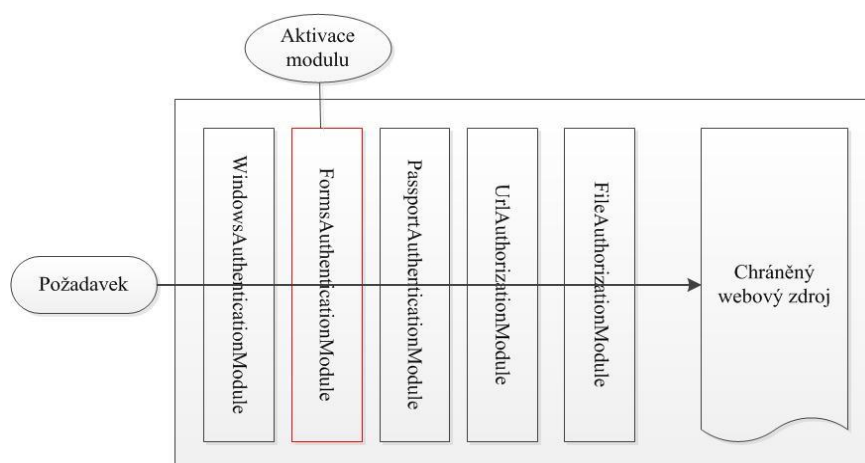 Aktivace
modulu
Požadavek
WindowsAuthenticationModule
FormsAuthenticationModule
PassportAuthenticationModule
UrlAuthorizationModule
FileAuthorizationModule
Chráněný
webový zdroj